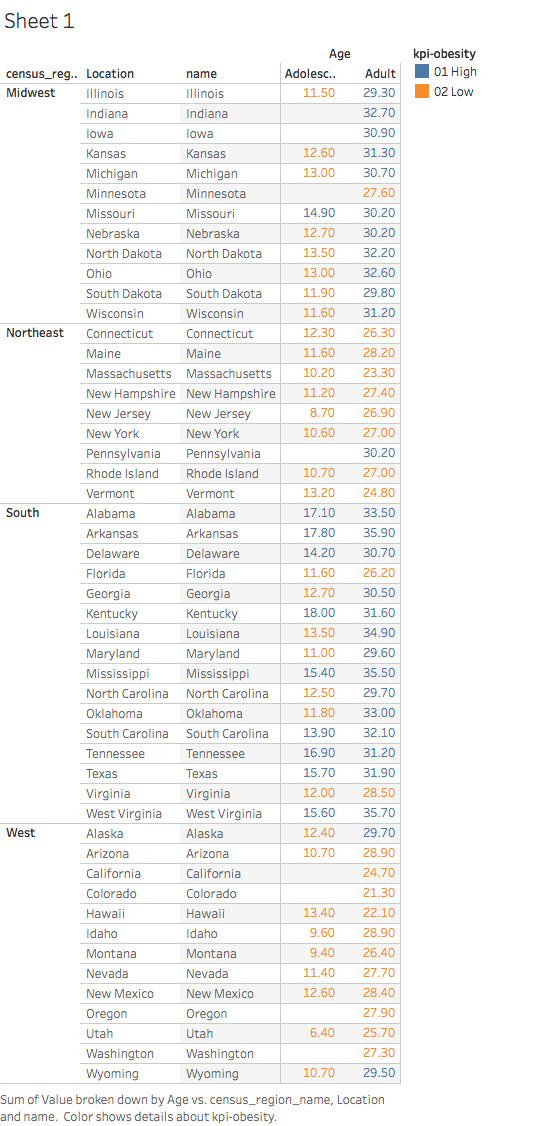 Sheet 1
Age
kpi-obesity
census_reg.. Location name Adolesc.. Adult
01 High
02 Low
Midwest Illinois Illinois 11.50 29.30
Indiana Indiana 32.70
Iowa Iowa 30.90
Kansas Kansas 12.60 31.30
Michigan Michigan 13.00 30.70
Minnesota Minnesota 27.60
Missouri Missouri 14.90 30.20
Nebraska Nebraska 12.70 30.20
North Dakota North Dakota 13.50 32.20
Ohio Ohio 13.00 32.60
South Dakota South Dakota 11.90 29.80
Wisconsin Wisconsin 11.60 31.20
Northeast Connecticut Connecticut 12.30 26.30
Maine Maine 11.60 28.20
Massachusetts Massachusetts 10.20 23.30
New Hampshire New Hampshire 11.20 27.40
New Jersey New Jersey 8.70 26.90
New York New York 10.60 27.00
Pennsylvania Pennsylvania 30.20
Rhode Island Rhode Island 10.70 27.00
Vermont Vermont 13.20 24.80
South Alabama Alabama 17.10 33.50
Arkansas Arkansas 17.80 35.90
Delaware Delaware 14.20 30.70
Florida Florida 11.60 26.20
Georgia Georgia 12.70 30.50
Kentucky Kentucky 18.00 31.60
Louisiana Louisiana 13.50 34.90
Maryland Maryland 11.00 29.60
Mississippi Mississippi 15.40 35.50
North Carolina North Carolina 12.50 29.70
Oklahoma Oklahoma 11.80 33.00
South Carolina South Carolina 13.90 32.10
Tennessee Tennessee 16.90 31.20
Texas Texas 15.70 31.90
Virginia Virginia 12.00 28.50
West Virginia West Virginia 15.60 35.70
West Alaska Alaska 12.40 29.70
Arizona Arizona 10.70 28.90
California California 24.70
Colorado Colorado 21.30
Hawaii Hawaii 13.40 22.10
Idaho Idaho 9.60 28.90
Montana Montana 9.40 26.40
Nevada Nevada 11.40 27.70
New Mexico New Mexico 12.60 28.40
Oregon Oregon 27.90
Utah Utah 6.40 25.70
Washington Washington 27.30
Wyoming Wyoming 10.70 29.50
Sum of Value broken down by Age vs. census_region_name, Location
and name. Color shows details about kpi-obesity.